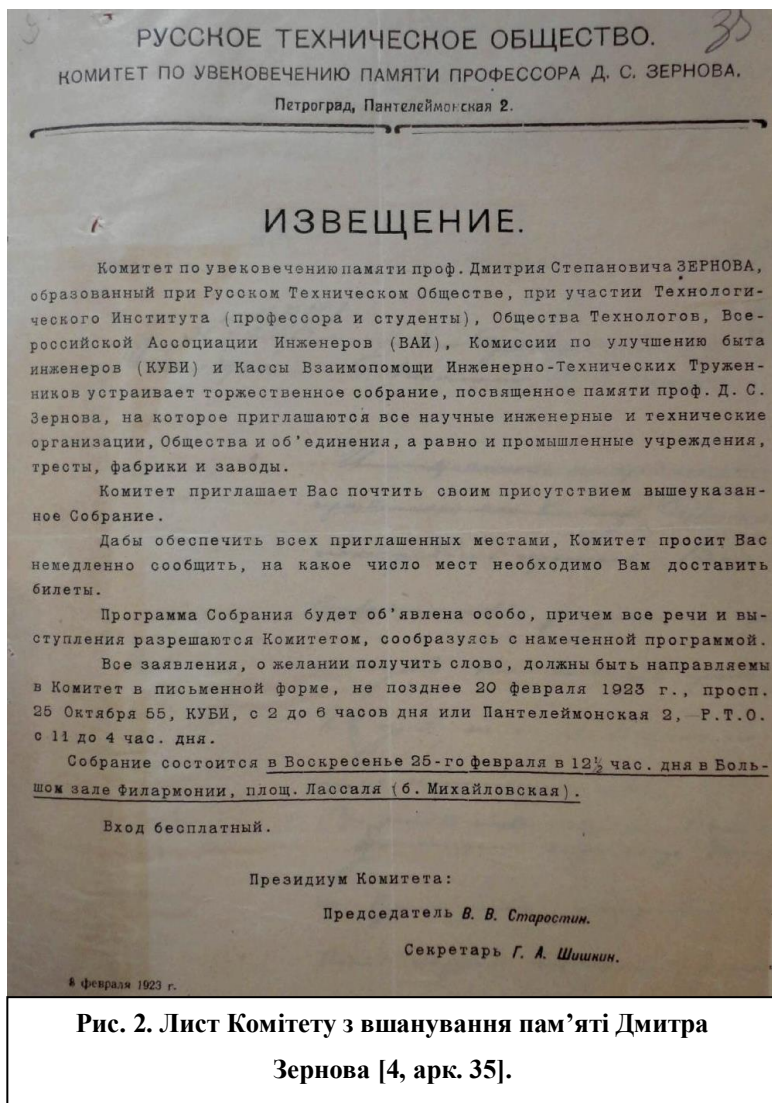 35
РУССКОЕ ТЕХНИЧЕСКОЕ ОБЩЕСТВО.
КОМИТЕТ ПО УВЕКОВЕЧЕНИЮ ПАМЯТИ ПРОФЕССОРА Д. С. ЗЕРНОВА.
Петроград, Пантелеймонская 2.
ИЗВЕЩЕНИЕ.
Комитет по увековечению памяти проф. Дмитрия Степановича ЗЕРНОВА,
образованный при Русском Техническом Обществе, при участии Технологи-
ческого Института (профессора и студенты), Общества Технологов, Все-
российской Ассоциации Инженеров (ВАИ), Комиссии по улучшению быта
инженеров (КУБИ) и Кассы Взаимопомощи Инженерно-Технических Тружен-
ников устраивает торжественное собрание, посвященное памяти проф. Д. С.
Зернова, на которое приглашаются все научные инженерные и технические
организации, Общества и об'единения, а равно и промышленные учреждения,
тресты, фабрики и заводы.
Комитет приглашает Вас почтить своим присутствием вышеуказан-
ное Собрание.
Дабы обеспечить всех приглашенных местами, Комитет просит Вас
немедленно сообщить, на какое число мест необходимо Вам доставить
билеты.
Программа Собрания будет об'явлена особо, причем все речи и вы-
ступления разрешаются Комитетом, сообразуясь с намеченной программой.
Все заявления, о желании получить слово, должны быть направляемы
в Комитет в письменной форме, не позднее 20 февраля 1923 г., просп.
25 Октября 55, КУБИ, с 2 до 6 часов дня или Пантелеймонская 2, Р.Т.О.
с 11 до 4 час. дня.
Собрание состоится в Воскресенье 25-го февраля в 12½ час. дня в Боль-
шом зале Филармонии, площ. Лассаля (б. Михайловская).
Вход бесплатный.
Президиум Комитета:
Председатель В. В. Старостин.
Секретарь Г. А. Шишкин.
8 февраля 1923 г.
Рис. 2. Лист Комітету з вшанування пам’яті Дмитра
Зернова [4, арк. 35].